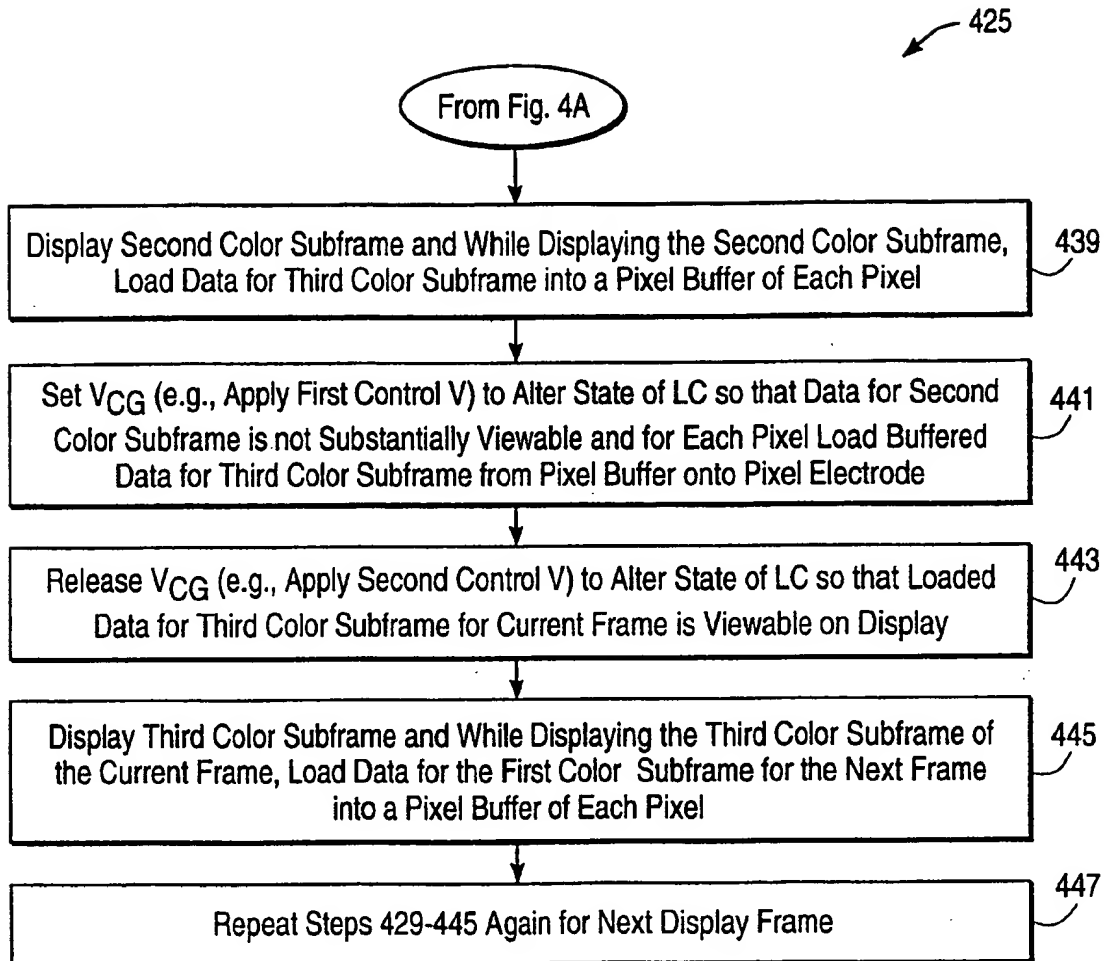 425
From Fig. 4A
Display Second Color Subframe and While Displaying the Second Color Subframe,
Load Data for Third Color Subframe into a Pixel Buffer of Each Pixel
439
Set VCG (e.g., Apply First Control V) to Alter State of LC so that Data for Second
Color Subframe is not Substantially Viewable and for Each Pixel Load Buffered
Data for Third Color Subframe from Pixel Buffer onto Pixel Electrode
441
Release VCG (e.g., Apply Second Control V) to Alter State of LC so that Loaded
Data for Third Color Subframe for Current Frame is Viewable on Display
443
Display Third Color Subframe and While Displaying the Third Color Subframe of
the Current Frame, Load Data for the First Color Subframe for the Next Frame
into a Pixel Buffer of Each Pixel
445
Repeat Steps 429-445 Again for Next Display Frame
447